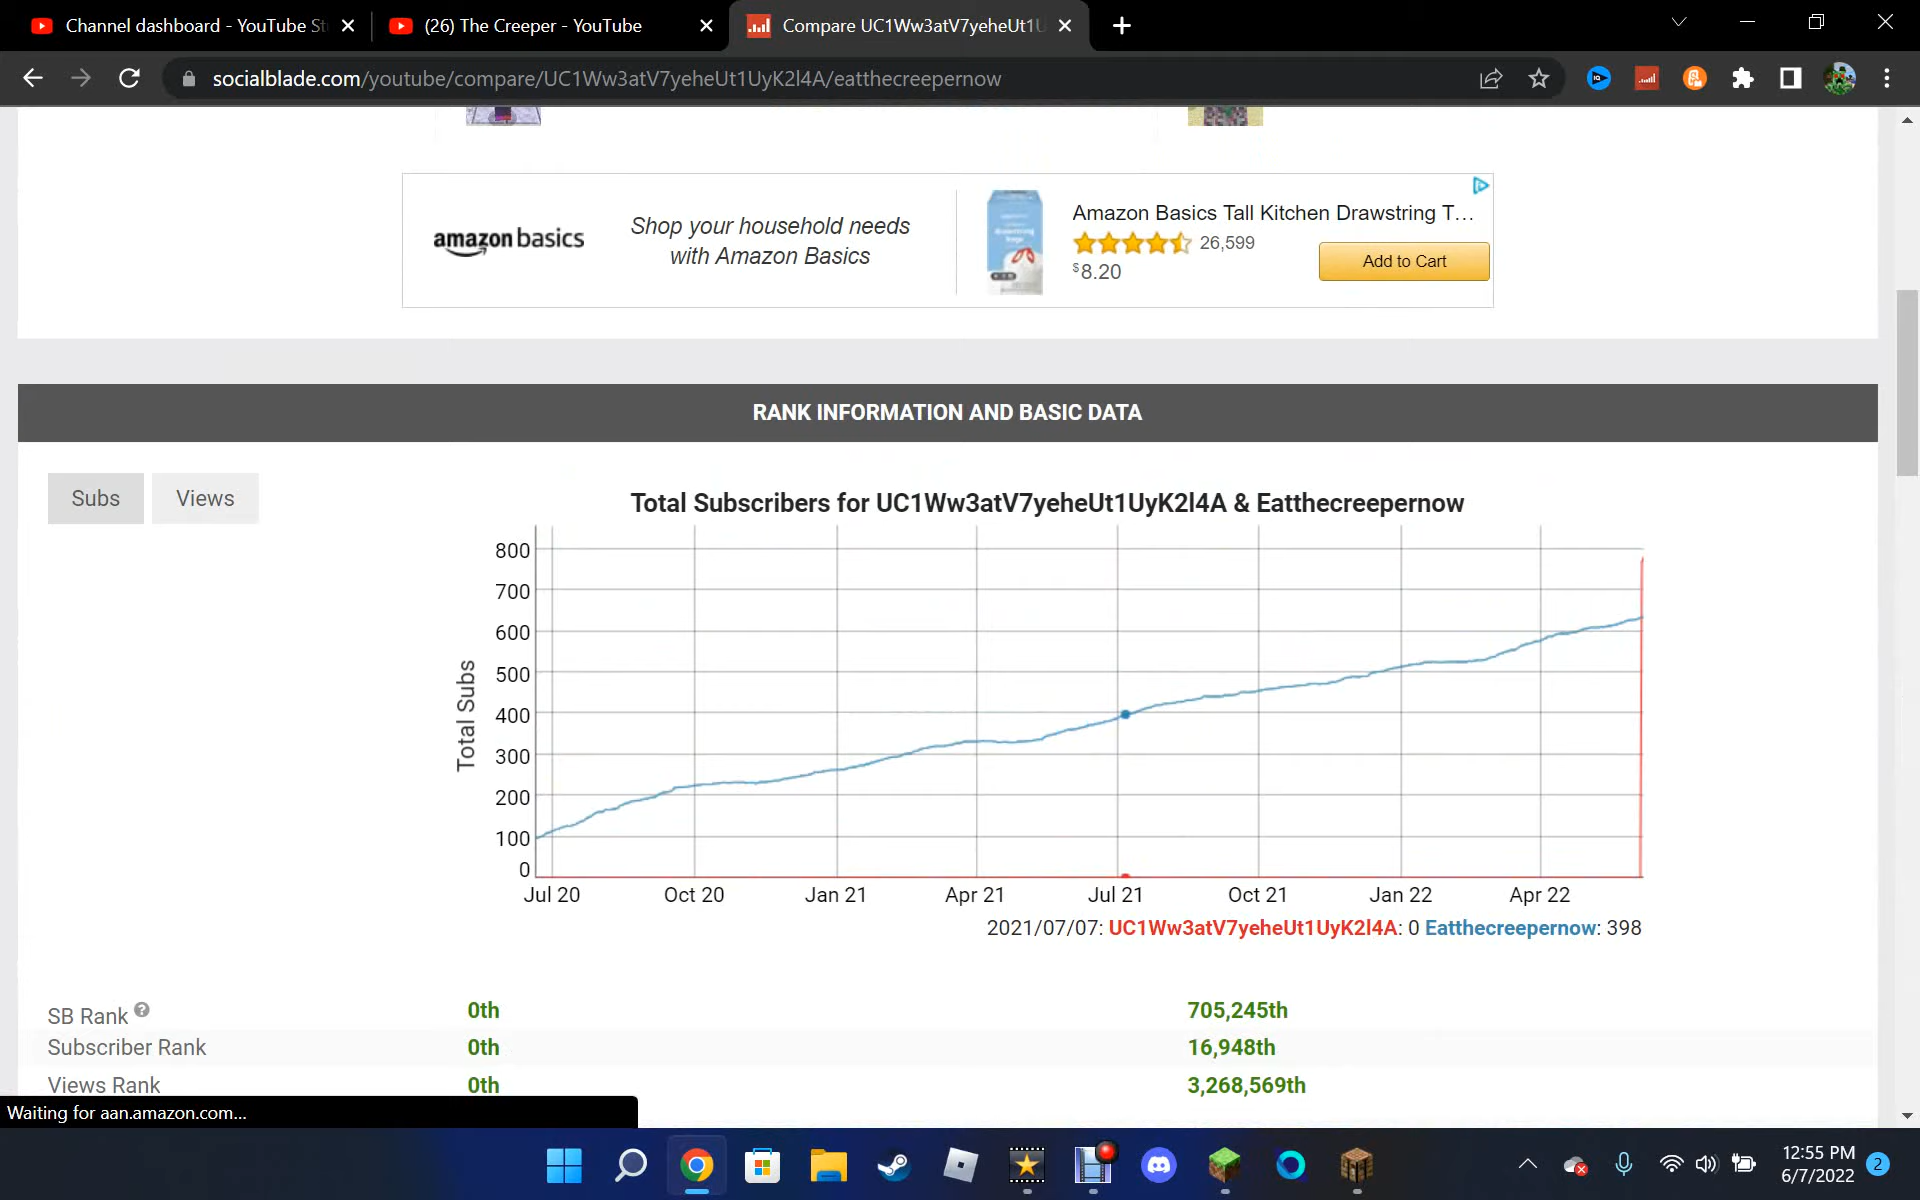 Channel dashboard - YouTube St
(26) The Creeper - YouTube
Compare UC1Ww3atV7yeheUt1U
socialblade.com/youtube/compare/UC1Ww3atV7yeheUt1UyK2l4A/eatthecreepernow
amazon basics
Shop your household needs
with Amazon Basics
Amazon Basics Tall Kitchen Drawstring T...
26,599
$8.20
Add to Cart
RANK INFORMATION AND BASIC DATA
Subs
Views
Total Subscribers for UC1Ww3atV7yeheUt1UyK2l4A & Eatthecreepernow
Total Subs
800
700
600
500
400
300
200
100
0
Jul 20 Oct 20 Jan 21 Apr 21 Jul 21 Oct 21 Jan 22 Apr 22
2021/07/07: UC1Ww3atV7yeheUt1UyK2l4A: 0 Eatthecreepernow: 398
SB Rank ? 0th 705,245th
Subscriber Rank 0th 16,948th
Views Rank 0th 3,268,569th
Waiting for aan.amazon.com...
12:55 PM
6/7/2022
2